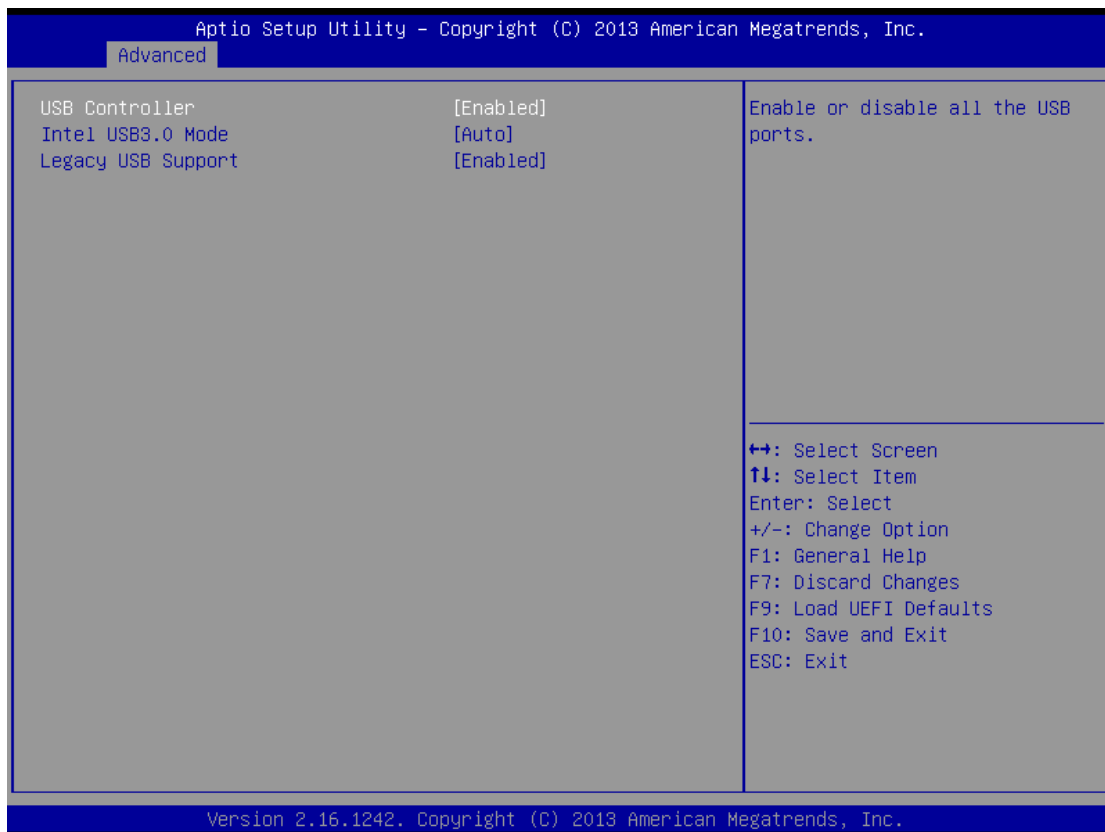 Aptio Setup Utility – Copyright (C) 2013 American Megatrends, Inc.
Advanced
USB Controller [Enabled]
Intel USB3.0 Mode [Auto]
Legacy USB Support [Enabled]
Enable or disable all the USB
ports.
↔: Select Screen
↑↓: Select Item
Enter: Select
+/-: Change Option
F1: General Help
F7: Discard Changes
F9: Load UEFI Defaults
F10: Save and Exit
ESC: Exit
Version 2.16.1242. Copyright (C) 2013 American Megatrends, Inc.